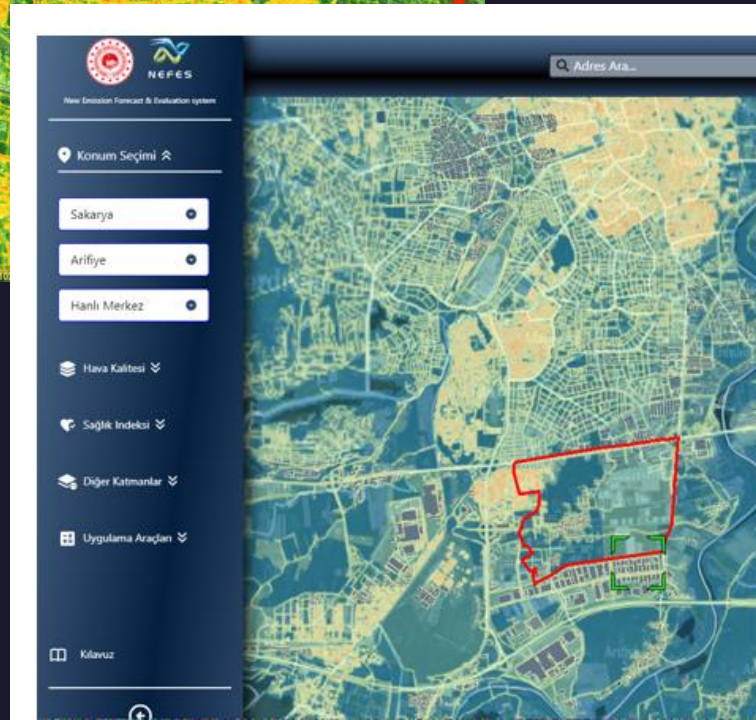 NEFES
New Emission Forecast & Evaluation system
Adres Ara...
Konum Seçimi
Sakarya
Arifiye
Hanlı Merkez
Hava Kalitesi
Sağlık İndeksi
Diğer Katmanlar
Uygulama Araçları
Kılavuz